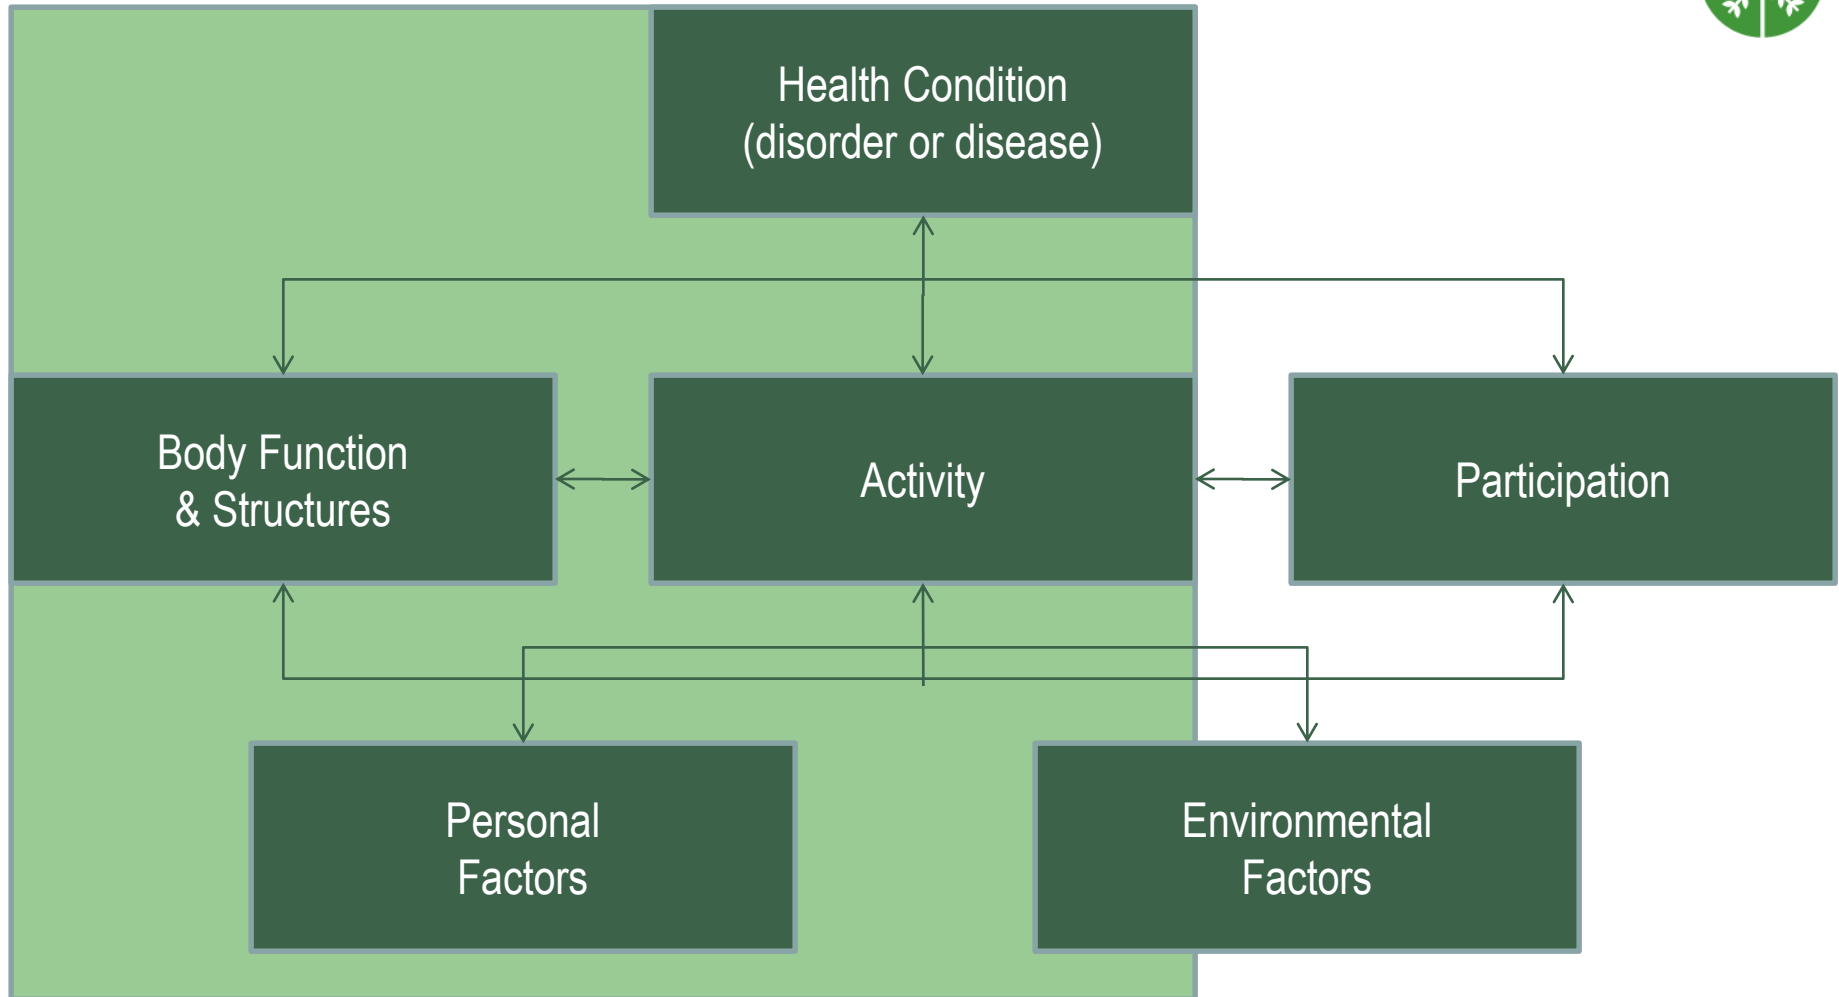 Health Condition
(disorder or disease)
Body Function
& Structures
Activity
Participation
Personal
Factors
Environmental
Factors